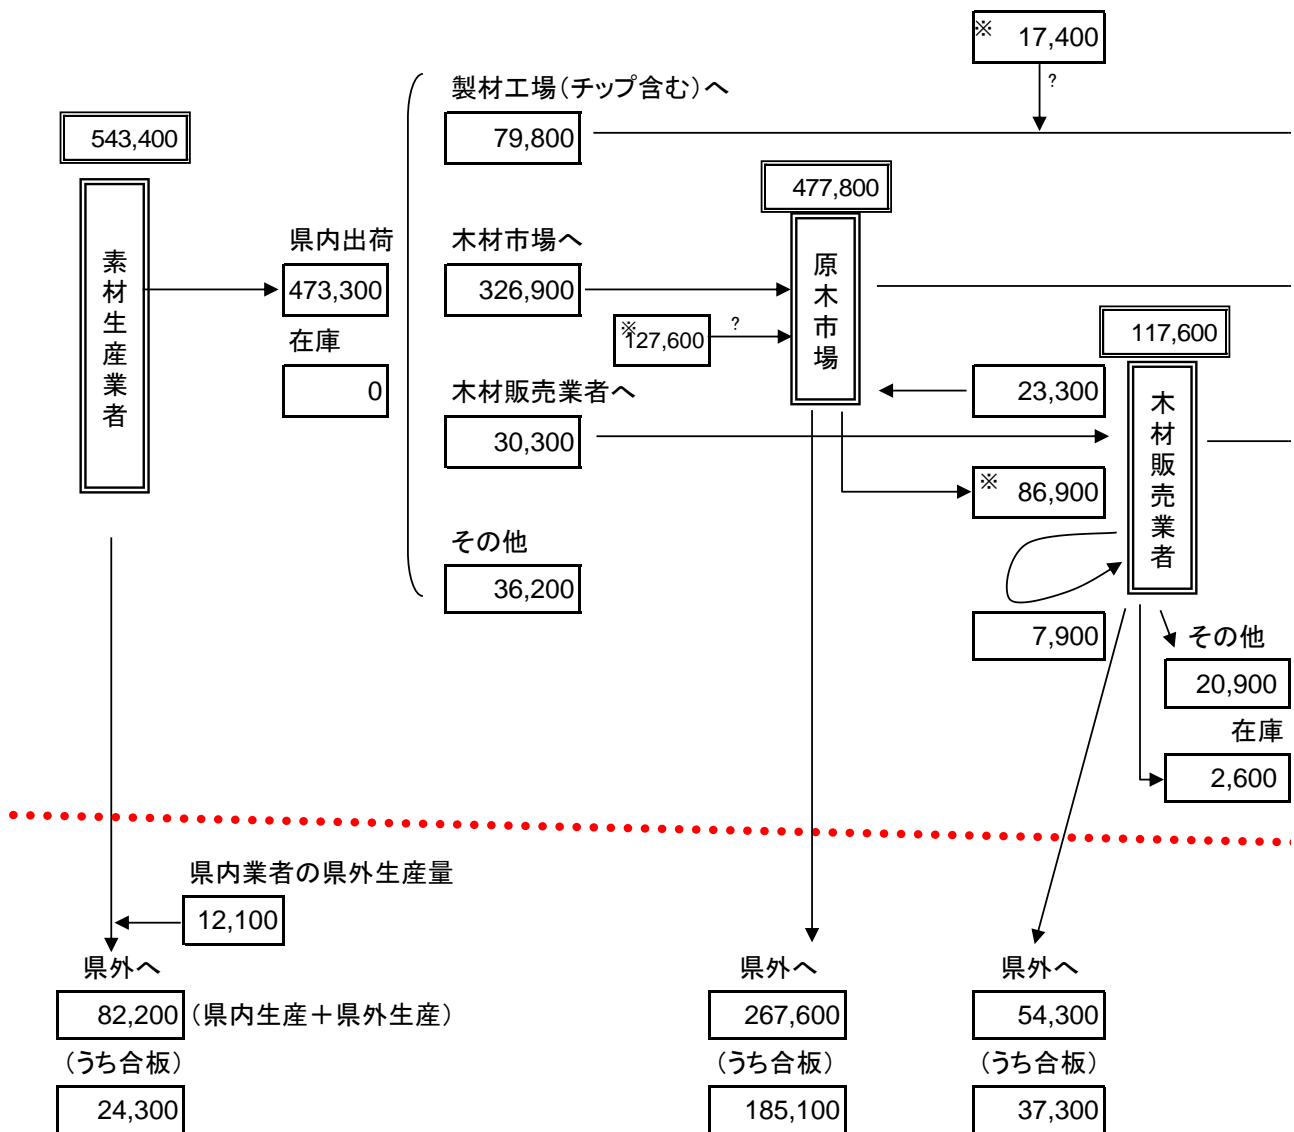 ※ 17,400
?
製材工場(チップ含む)へ
543,400
79,800
477,800
素材生産業者
県内出荷
木材市場へ
原木市場
473,300
326,900
※127,600
?
117,600
在庫
0
木材販売業者へ
23,300
木材販売業者
30,300
※ 86,900
その他
36,200
7,900
その他
20,900
在庫
2,600
県内業者の県外生産量
12,100
県外へ
県外へ
県外へ
82,200 (県内生産+県外生産)
267,600
54,300
(うち合板)
(うち合板)
(うち合板)
24,300
185,100
37,300